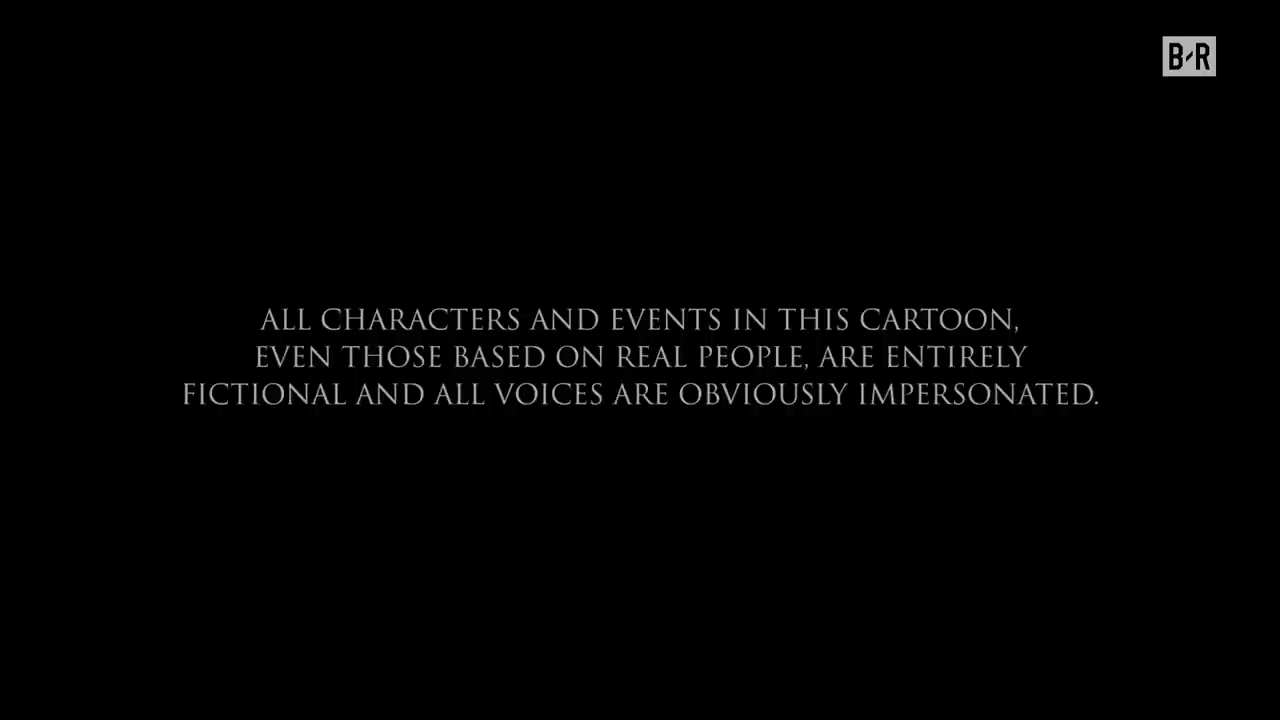 B/R
ALL CHARACTERS AND EVENTS IN THIS CARTOON,
EVEN THOSE BASED ON REAL PEOPLE, ARE ENTIRELY
FICTIONAL AND ALL VOICES ARE OBVIOUSLY IMPERSONATED.